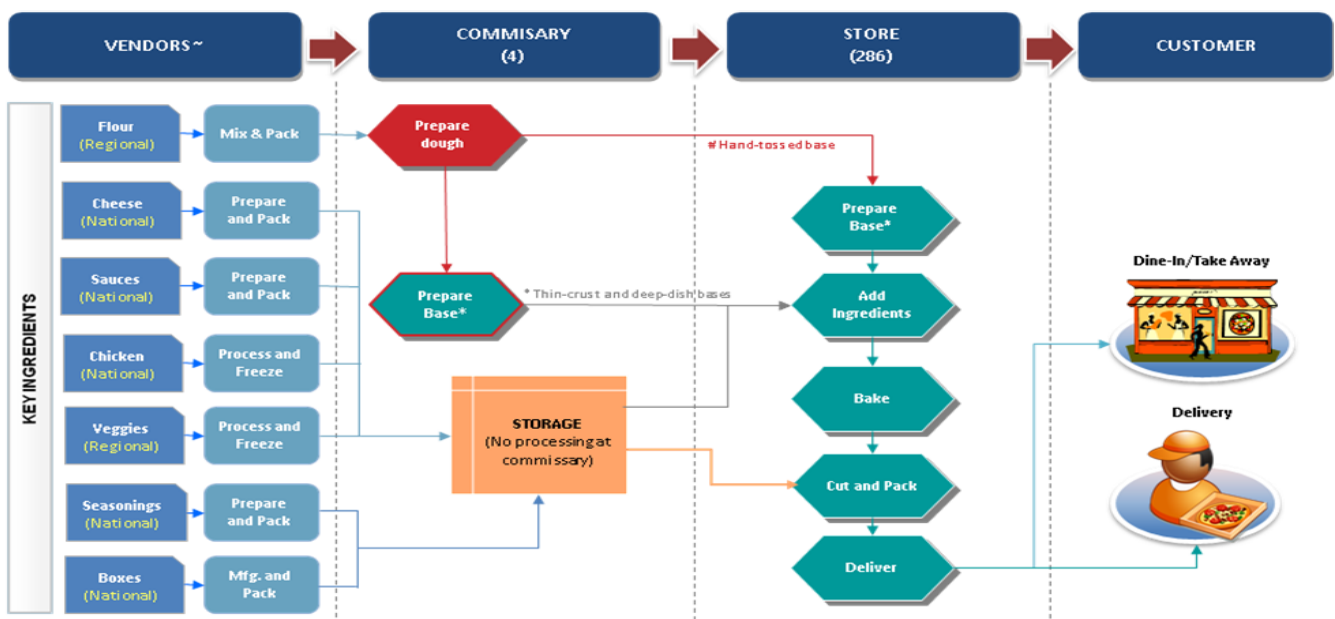 VENDORS~
COMMISARY
(4)
STORE
(286)
CUSTOMER
KEY INGREDIENTS
Flour
(Regional)
Mix & Pack
Prepare
dough
# Hand-tossed base
Cheese
(National)
Prepare
and Pack
Prepare
Base*
Sauces
(National)
Prepare
and Pack
Prepare
Base*
* Thin-crust and deep-dish bases
Add
Ingredients
Dine-In/Take Away
Chicken
(National)
Process and
Freeze
Bake
Veggies
(Regional)
Process and
Freeze
STORAGE
(No processing at
commissary)
Delivery
Seasonings
(National)
Prepare
and Pack
Cut and Pack
Boxes
(National)
Mfg. and
Pack
Deliver